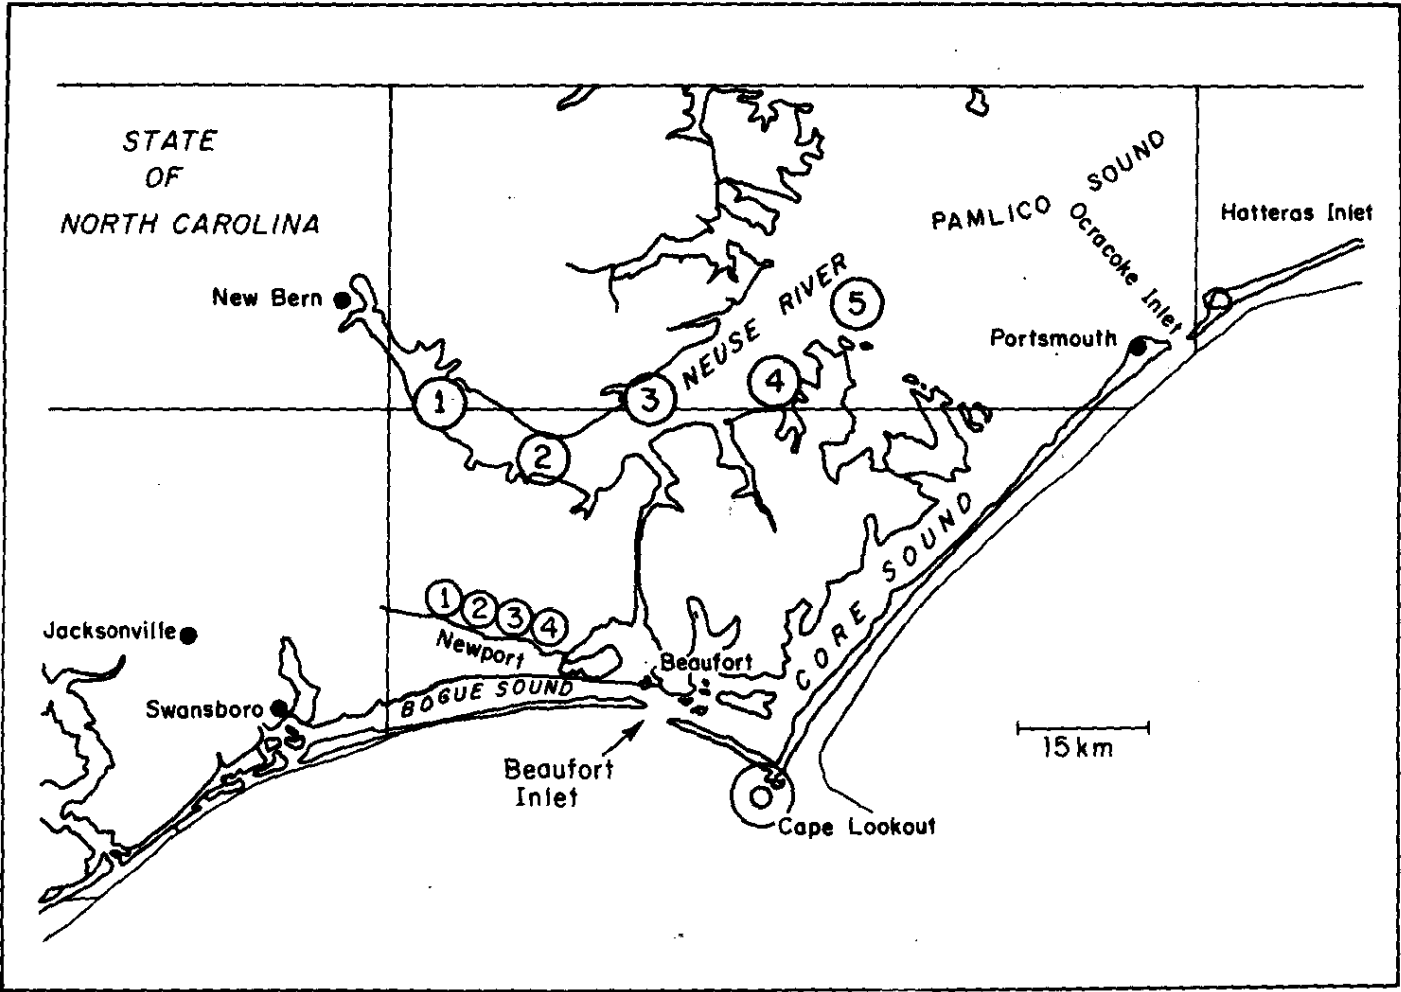 STATE
OF
NORTH CAROLINA
PAMLICO SOUND
Hatteras Inlet
Ocracoke Inlet
New Bern
NEUSE RIVER
5
Portsmouth
4
3
1
2
CORE SOUND
1
2
3
4
Newport
Jacksonville
Beaufort
Swansboro
BOGUE SOUND
15 km
Beaufort
Inlet
Cape Lookout